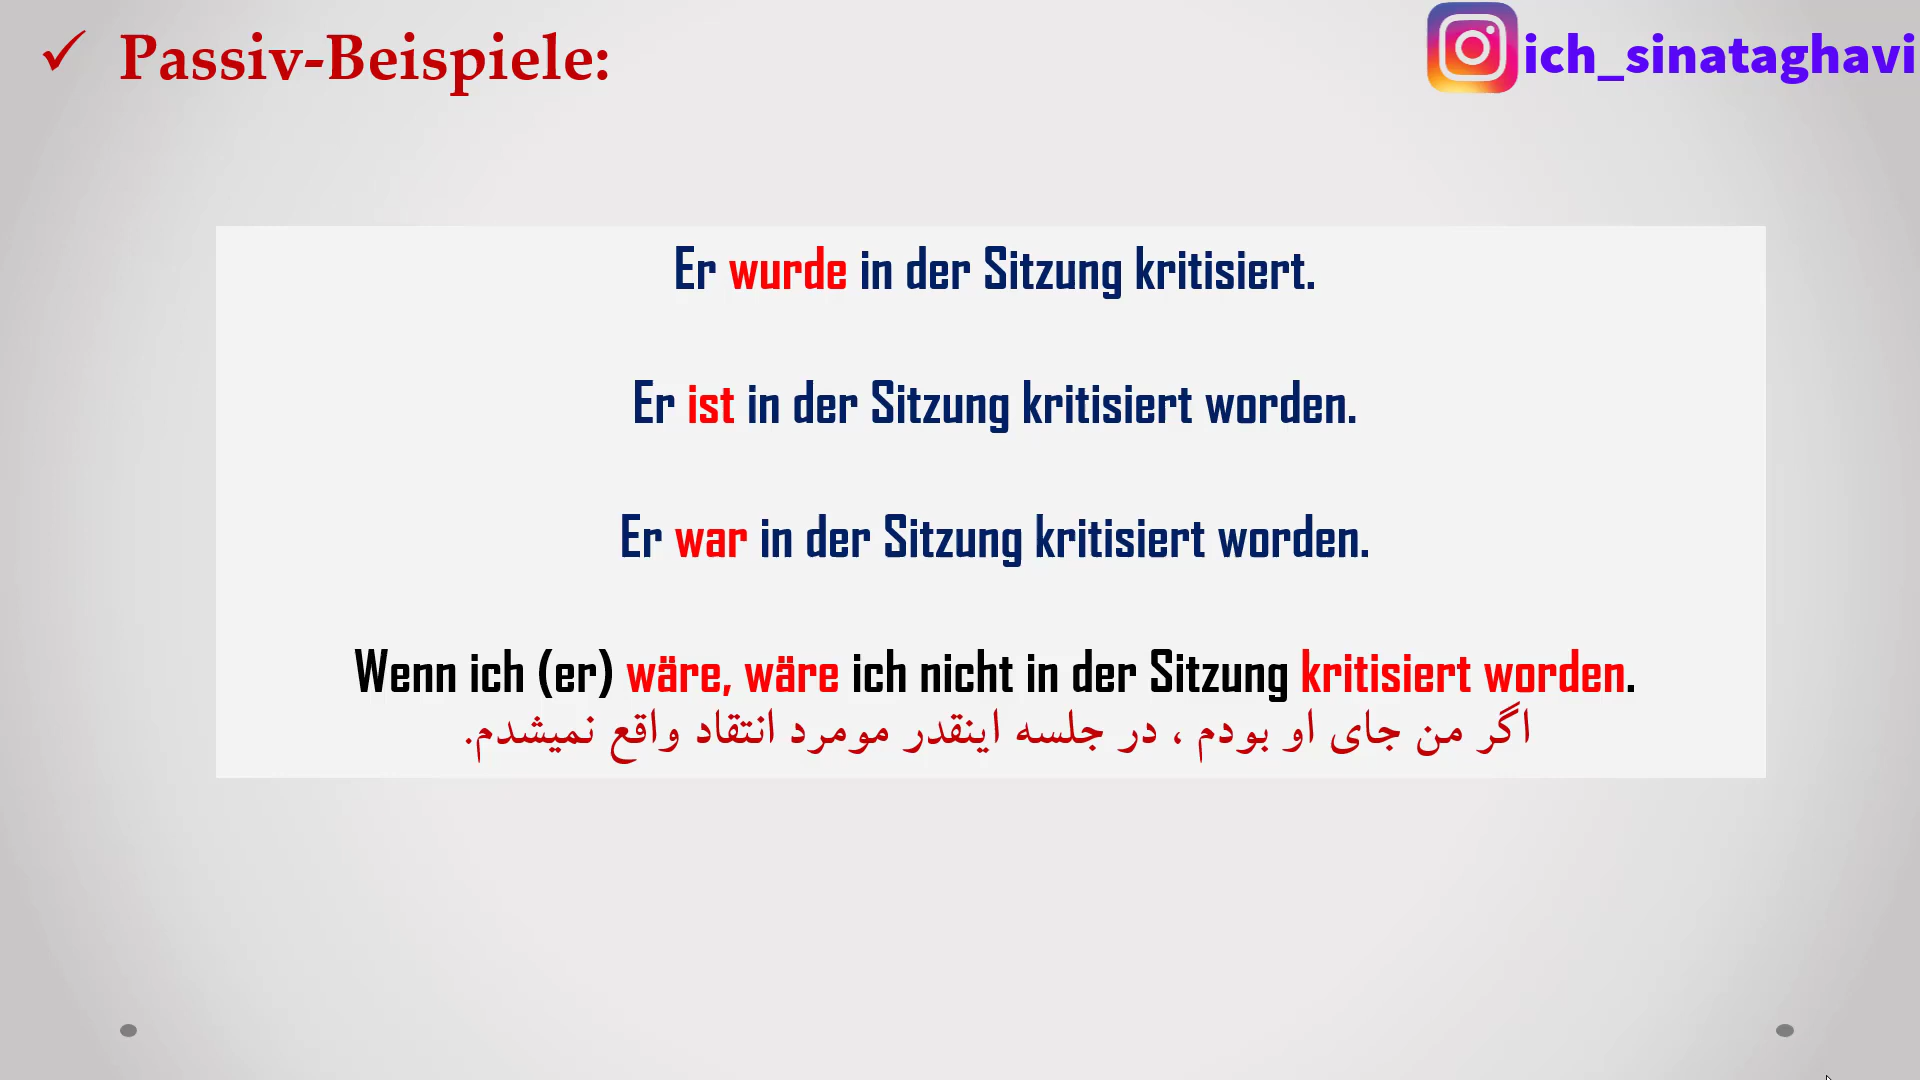 ✓ Passiv-Beispiele:
ich_sinataghavi
Er wurde in der Sitzung kritisiert.
Er ist in der Sitzung kritisiert worden.
Er war in der Sitzung kritisiert worden.
Wenn ich (er) wäre, wäre ich nicht in der Sitzung kritisiert worden.
اگر من جای او بودم ، در جلسه اینقدر مومرد انتقاد واقع نمیشدم.